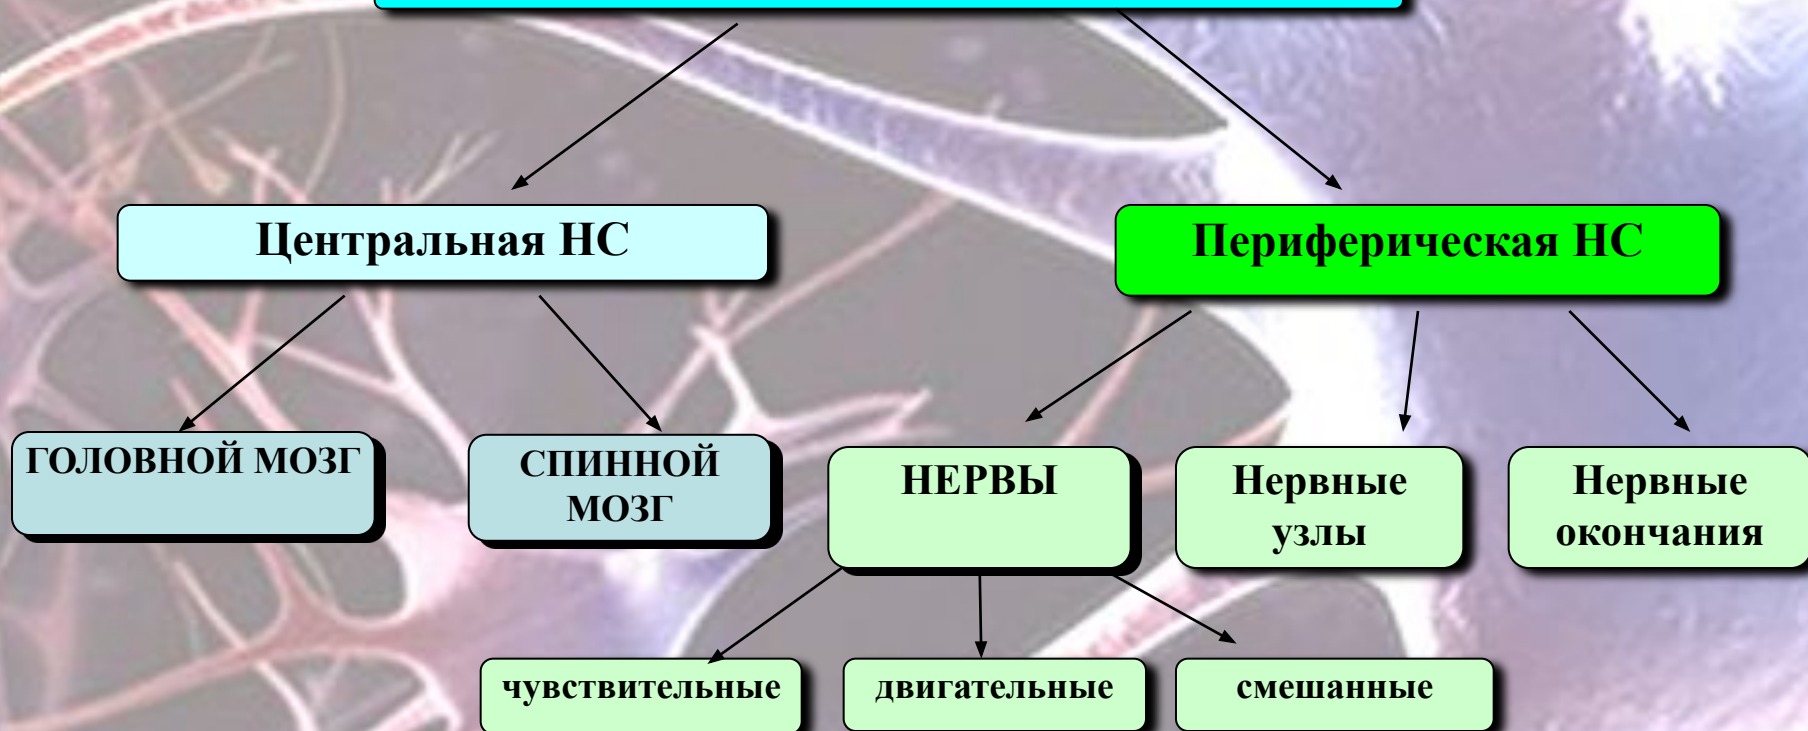 Центральная НС
Периферическая НС
ГОЛОВНОЙ МОЗГ
СПИННОЙ
МОЗГ
НЕРВЫ
Нервные
узлы
Нервные
окончания
чувствительные
двигательные
смешанные